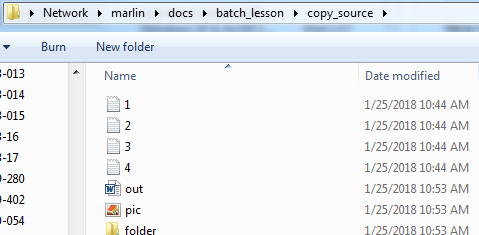 Network ▸ marlin ▸ docs ▸ batch_lesson ▸ copy_source ▸
Burn New folder
Name Date modified
-013
-014
-015
-16
-17
-280
-402
-054
1 1/25/2018 10:44 AM
2 1/25/2018 10:44 AM
3 1/25/2018 10:44 AM
4 1/25/2018 10:44 AM
out 1/25/2018 10:53 AM
pic 1/25/2018 10:53 AM
folder 1/25/2018 10:53 AM